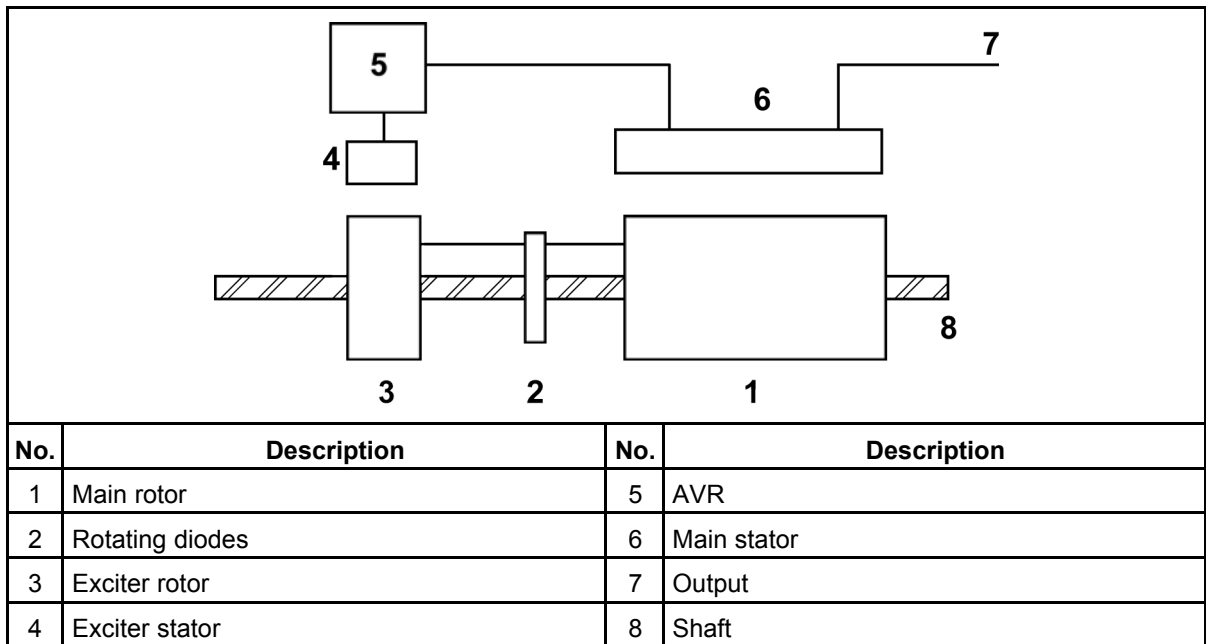 5
7
6
4
8
3 2 1
No. Description No. Description
1 Main rotor 5 AVR
2 Rotating diodes 6 Main stator
3 Exciter rotor 7 Output
4 Exciter stator 8 Shaft